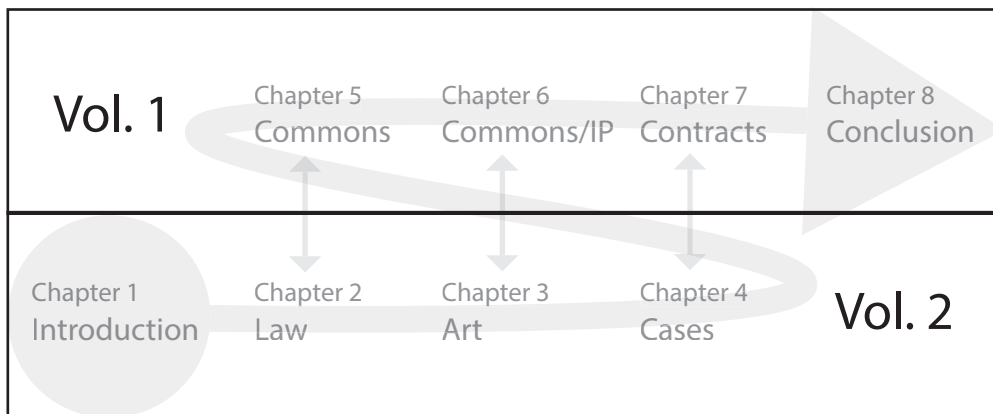 Vol. 1
Chapter 5
Commons
Chapter 6
Commons/IP
Chapter 7
Contracts
Chapter 8
Conclusion
Chapter 1
Introduction
Chapter 2
Law
Chapter 3
Art
Chapter 4
Cases
Vol. 2